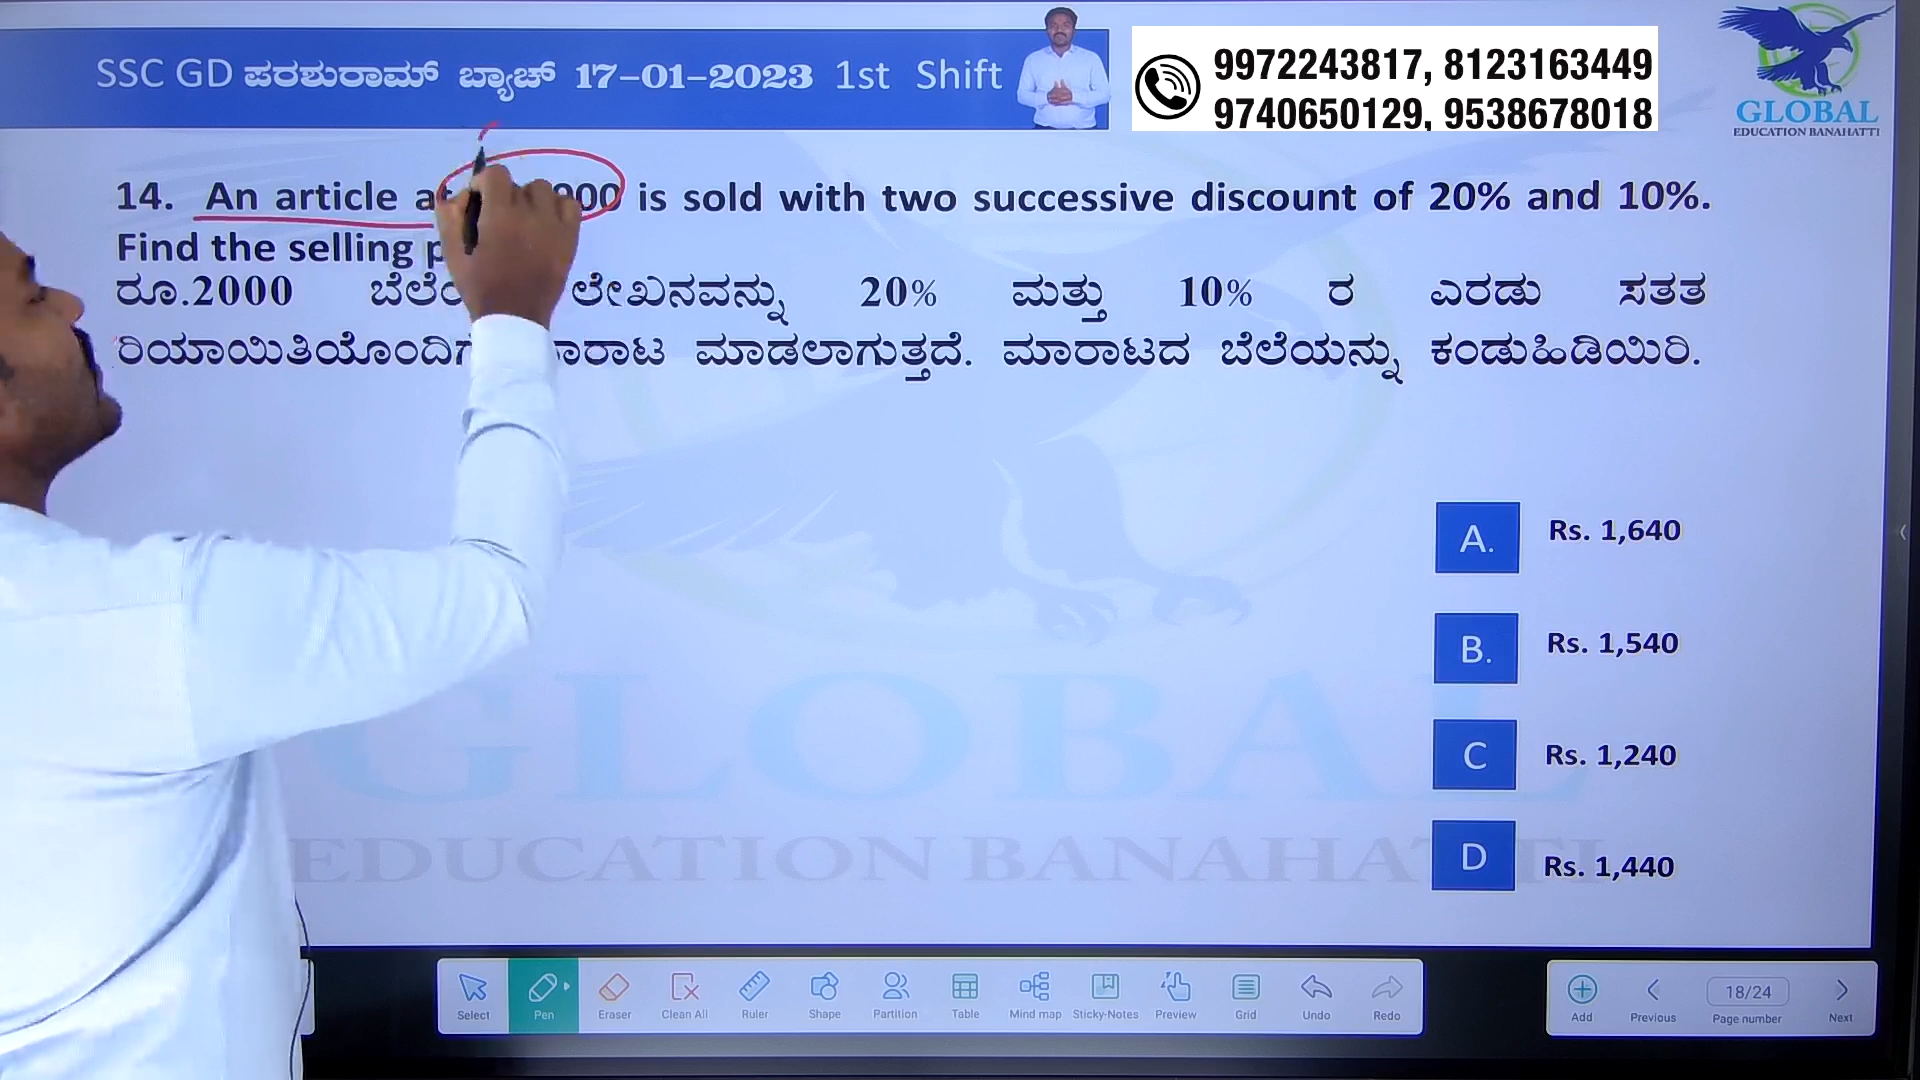 SSC GD ಪರಶುರಾಮ್ ಬ್ಯಾಚ್ 17-01-2023 1st Shift
9972243817, 8123163449
9740650129, 9538678018
GLOBAL
EDUCATION BANAHATTI
14. An article is sold with two successive discount of 20% and 10%.
Find the selling
ರೂ.2000 ಲೇಖನವನ್ನು 20% ಮತ್ತು 10% ರ ಎರಡು ಸತತ
ಮಾಡಲಾಗುತ್ತದೆ. ಮಾರಾಟದ ಬೆಲೆಯನ್ನು ಕಂಡುಹಿಡಿಯಿರಿ.
A. Rs. 1,640
B. Rs. 1,540
C Rs. 1,240
D Rs. 1,440
GLOBAL
EDUCATION BANAHATTI
Select Pen Eraser Clean All Ruler Shape Partition Table Mind map Sticky-Notes Preview Grid Undo Redo
18/24
Add Previous Page number Next